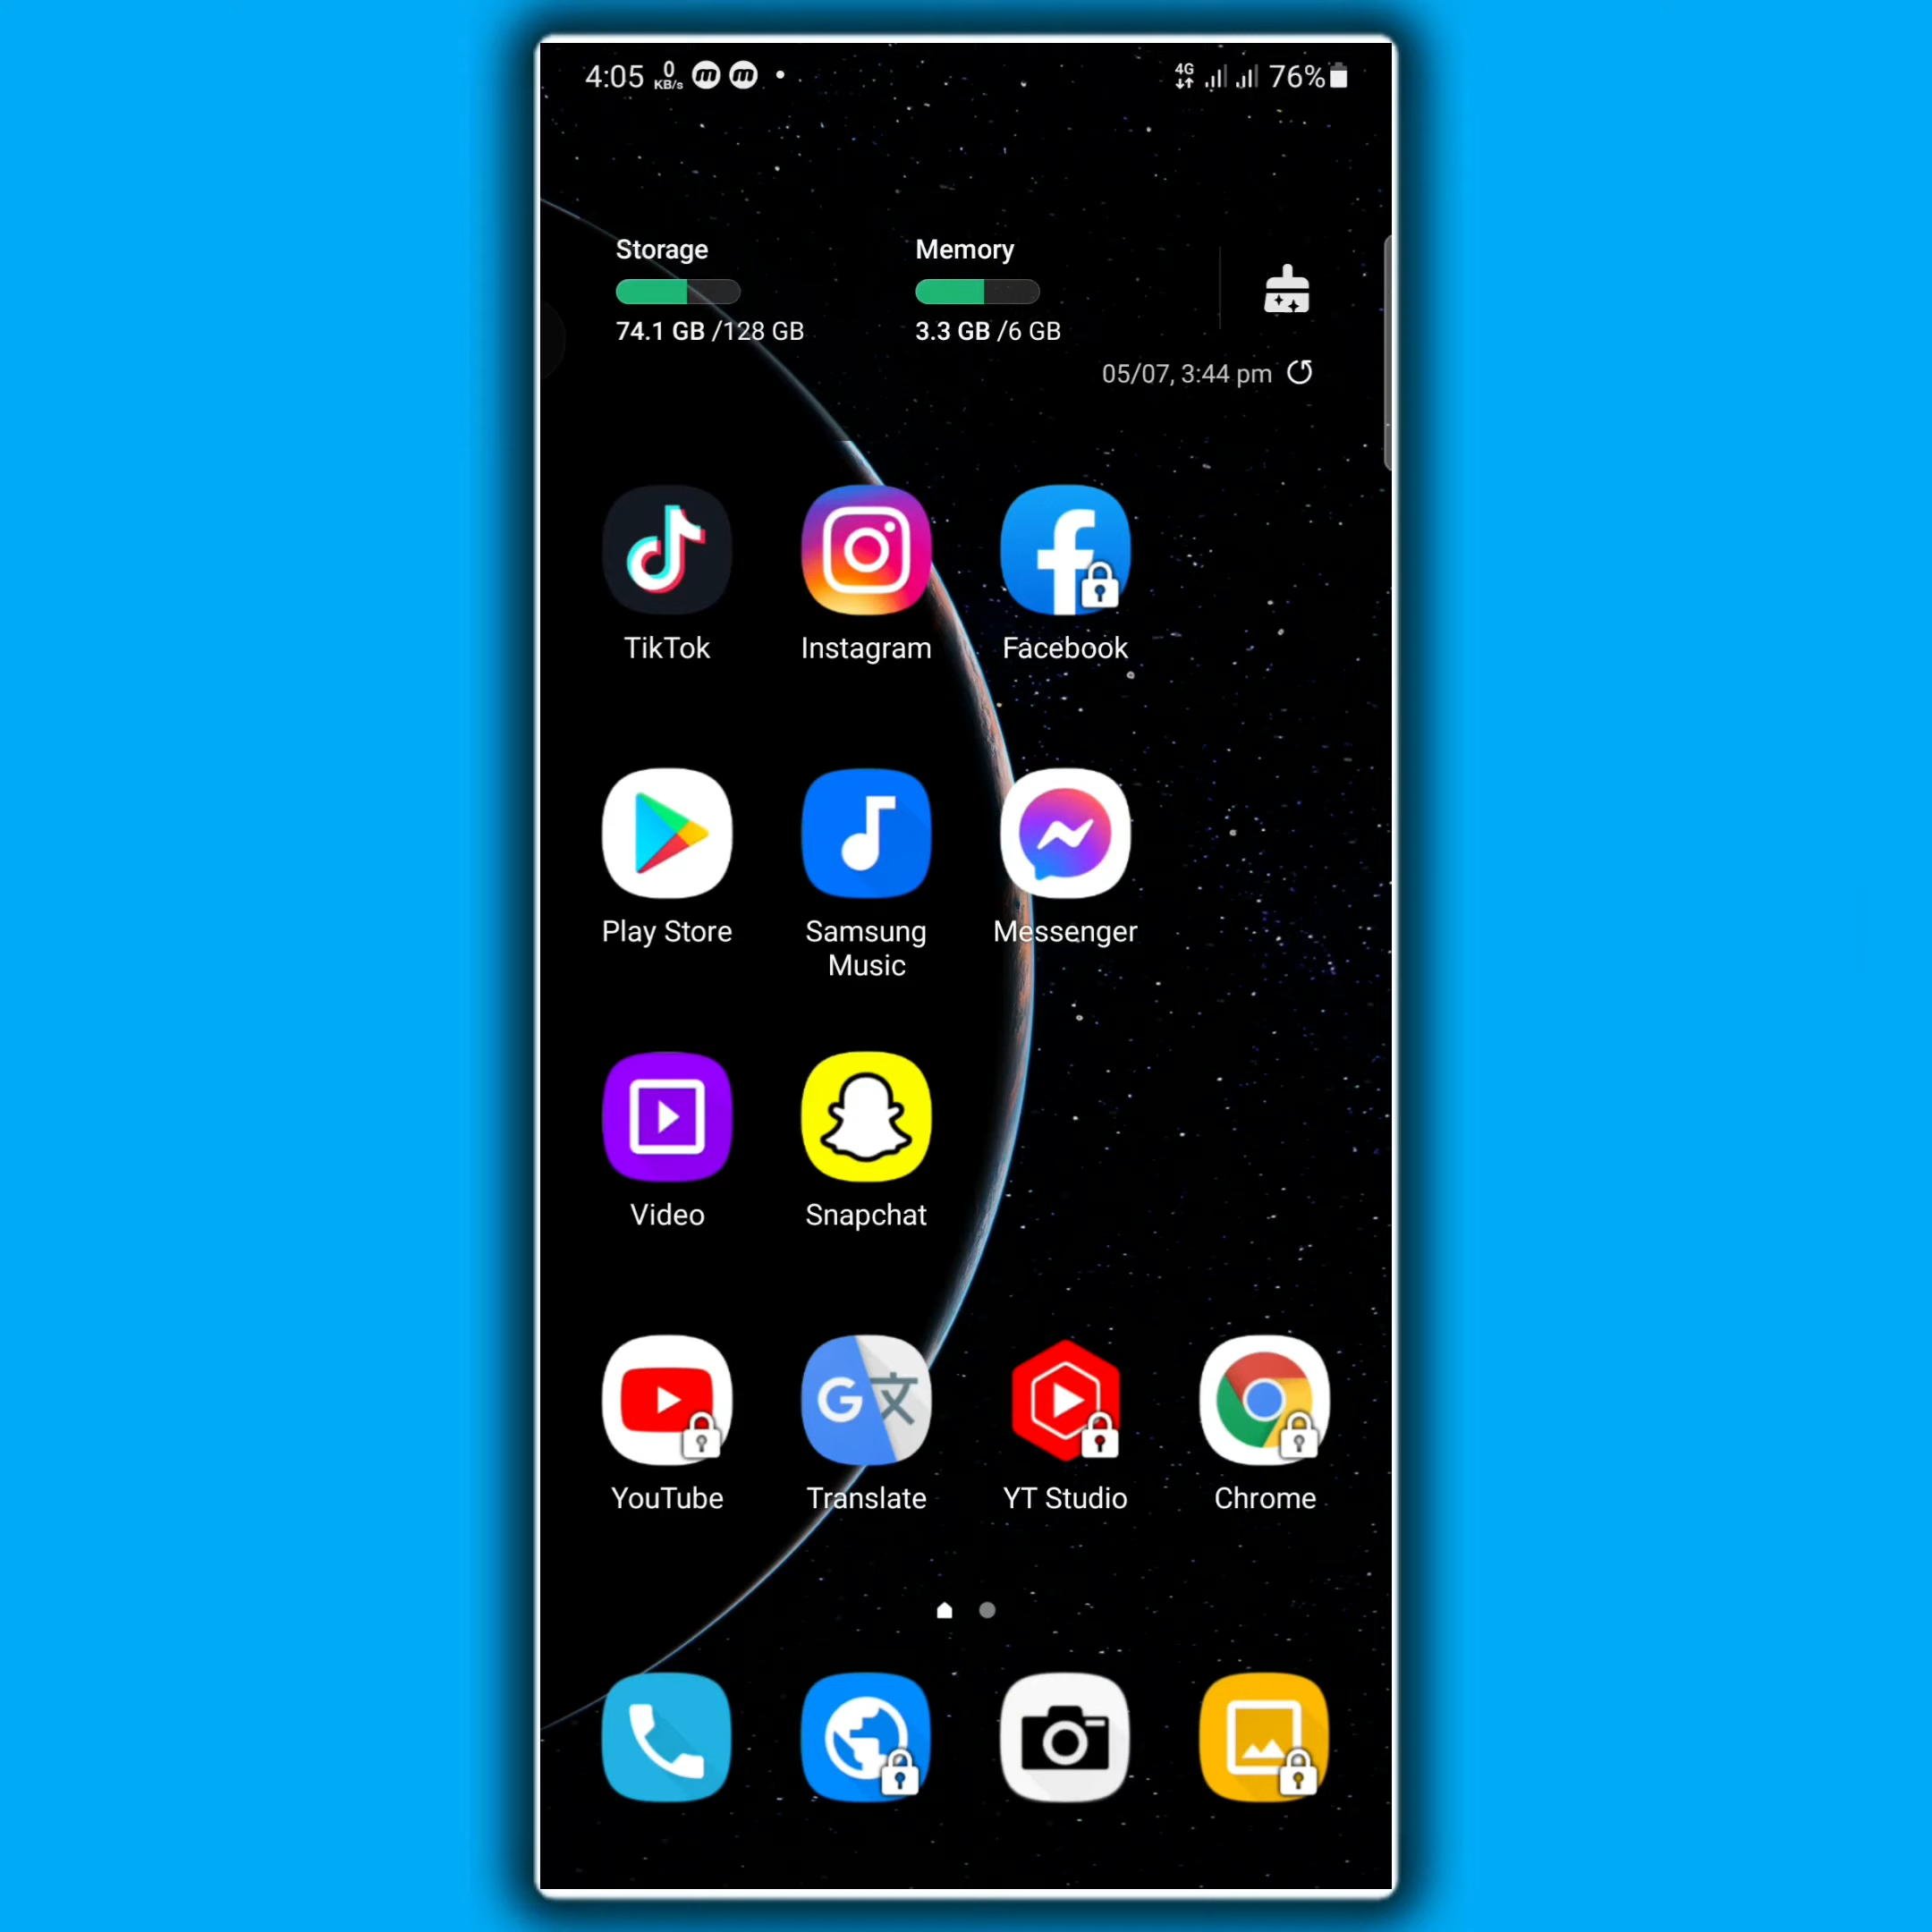 4:05 0 KB/s m m 4G 76%
Storage Memory
74.1 GB /128 GB 3.3 GB /6 GB
05/07, 3:44 pm
TikTok Instagram Facebook
Play Store Samsung Music Messenger
Video Snapchat
G 文
YouTube Translate YT Studio Chrome